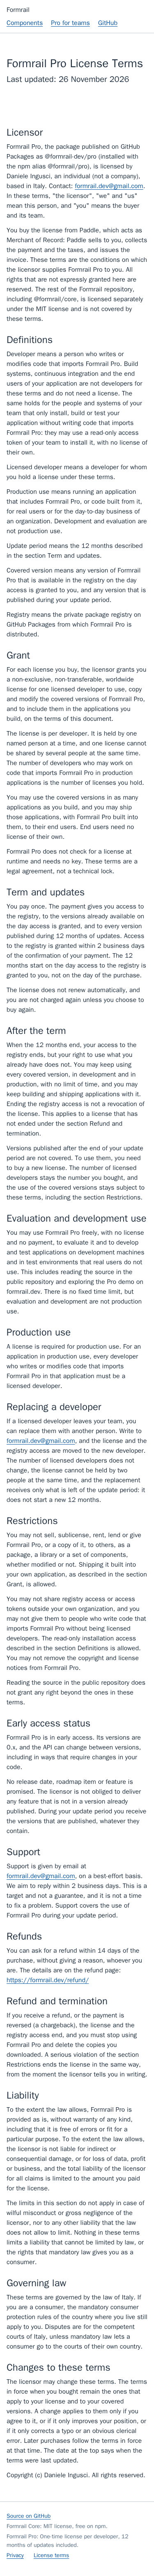 Formrail
Components Pro for teams GitHub
Formrail Pro License Terms
Last updated: 26 November 2026
Licensor
Formrail Pro, the package published on GitHub
Packages as @formrail-dev/pro (installed with
the npm alias @formrail/pro), is licensed by
Daniele Ingusci, an individual (not a company),
based in Italy. Contact: formrail.dev@gmail.com.
In these terms, "the licensor", "we" and "us"
mean this person, and "you" means the buyer
and its team.
You buy the license from Paddle, which acts as
Merchant of Record: Paddle sells to you, collects
the payment and the taxes, and issues the
invoice. These terms are the license under which
the licensor supplies Formrail Pro to you. All
rights that are not expressly granted here are
reserved. The rest of the Formrail repository,
including @formrail/core, is licensed separately
under the MIT license and is not covered by
these terms.
Definitions
Developer means a person who writes or
modifies code that imports Formrail Pro. Build
systems, continuous integration and the end
users of your application are not developers for
these terms and do not need a license. The
same holds for the people and systems of your
team that only install, build or test your
application without writing code that imports
Formrail Pro: they may use a read-only access
token of your team to install it, with no license of
their own.
Licensed developer means a developer for whom
you hold a license under these terms.
Production use means running an application
that includes Formrail Pro, or code built from it,
for real users or for the day-to-day business of
an organization. Development and evaluation are
not production use.
Update period means the 12 months described
in the section Term and updates.
Covered version means any version of Formrail
Pro that is available in the registry on the day
access is granted to you, and any version that is
published during your update period.
Registry means the private package registry on
GitHub Packages from which Formrail Pro is
distributed.
Grant
For each license you buy, the licensor grants you
a non-exclusive, non-transferable, worldwide
license for one licensed developer to use, copy
and modify the covered versions of Formrail Pro,
and to include them in the applications you
build, on the terms of this document.
The license is per developer. It is held by one
named person at a time, and one license cannot
be shared by several people at the same time.
The number of developers who may work on
code that imports Formrail Pro in production
applications is the number of licenses you hold.
You may use the covered versions in as many
applications as you build, and you may ship
those applications, with Formrail Pro built into
them, to their end users. End users need no
license of their own.
Formrail Pro does not check for a license at
runtime and needs no key. These terms are a
legal agreement, not a technical lock.
Term and updates
You pay once. The payment gives you access to
the registry, to the versions already available on
the day access is granted, and to every version
published during 12 months of updates. Access
to the registry is granted within 2 business days
of the confirmation of your payment. The 12
months start on the day access to the registry is
granted to you, not on the day of the purchase.
The license does not renew automatically, and
you are not charged again unless you choose to
buy again.
After the term
When the 12 months end, your access to the
registry ends, but your right to use what you
already have does not. You may keep using
every covered version, in development and in
production, with no limit of time, and you may
keep building and shipping applications with it.
Ending the registry access is not a revocation of
the license. This applies to a license that has
not ended under the section Refund and
termination.
Versions published after the end of your update
period are not covered. To use them, you need
to buy a new license. The number of licensed
developers stays the number you bought, and
the use of the covered versions stays subject to
these terms, including the section Restrictions.
Evaluation and development use
You may use Formrail Pro freely, with no license
and no payment, to evaluate it and to develop
and test applications on development machines
and in test environments that real users do not
use. This includes reading the source in the
public repository and exploring the Pro demos on
formrail.dev. There is no fixed time limit, but
evaluation and development are not production
use.
Production use
A license is required for production use. For an
application in production use, every developer
who writes or modifies code that imports
Formrail Pro in that application must be a
licensed developer.
Replacing a developer
If a licensed developer leaves your team, you
can replace them with another person. Write to
formrail.dev@gmail.com, and the license and the
registry access are moved to the new developer.
The number of licensed developers does not
change, the license cannot be held by two
people at the same time, and the replacement
developer has what is left of the update period: it
does not start a new 12 months.
Restrictions
You may not sell, sublicense, rent, lend or give
Formrail Pro, or a copy of it, to others, as a
package, a library or a set of components,
whether modified or not. Shipping it built into
your own application, as described in the section
Grant, is allowed.
You may not share registry access or access
tokens outside your own organization, and you
may not give them to people who write code that
imports Formrail Pro without being licensed
developers. The read-only installation access
described in the section Definitions is allowed.
You may not remove the copyright and license
notices from Formrail Pro.
Reading the source in the public repository does
not grant any right beyond the ones in these
terms.
Early access status
Formrail Pro is in early access. Its versions are
0.x, and the API can change between versions,
including in ways that require changes in your
code.
No release date, roadmap item or feature is
promised. The licensor is not obliged to deliver
any feature that is not in a version already
published. During your update period you receive
the versions that are published, whatever they
contain.
Support
Support is given by email at
formrail.dev@gmail.com, on a best-effort basis.
We aim to reply within 2 business days. This is a
target and not a guarantee, and it is not a time
to fix a problem. Support covers the use of
Formrail Pro during your update period.
Refunds
You can ask for a refund within 14 days of the
purchase, without giving a reason, wherever you
are. The details are on the refund page:
https://formrail.dev/refund/
Refund and termination
If you receive a refund, or the payment is
reversed (a chargeback), the license and the
registry access end, and you must stop using
Formrail Pro and delete the copies you
downloaded. A serious violation of the section
Restrictions ends the license in the same way,
from the moment the licensor tells you in writing.
Liability
To the extent the law allows, Formrail Pro is
provided as is, without warranty of any kind,
including that it is free of errors or fit for a
particular purpose. To the extent the law allows,
the licensor is not liable for indirect or
consequential damage, or for loss of data, profit
or business, and the total liability of the licensor
for all claims is limited to the amount you paid
for the license.
The limits in this section do not apply in case of
wilful misconduct or gross negligence of the
licensor, nor to any other liability that the law
does not allow to limit. Nothing in these terms
limits a liability that cannot be limited by law, or
the rights that mandatory law gives you as a
consumer.
Governing law
These terms are governed by the law of Italy. If
you are a consumer, the mandatory consumer
protection rules of the country where you live still
apply to you. Disputes are for the competent
courts of Italy, unless mandatory law lets a
consumer go to the courts of their own country.
Changes to these terms
The licensor may change these terms. The terms
in force when you bought remain the ones that
apply to your license and to your covered
versions. A change applies to them only if you
agree to it, or if it only improves your position, or
if it only corrects a typo or an obvious clerical
error. Later purchases follow the terms in force
at that time. The date at the top says when the
terms were last updated.
Copyright (c) Daniele Ingusci. All rights reserved.
Source on GitHub
Formrail Core: MIT license, free on npm.
Formrail Pro: One-time license per developer, 12
months of updates included.
Privacy License terms